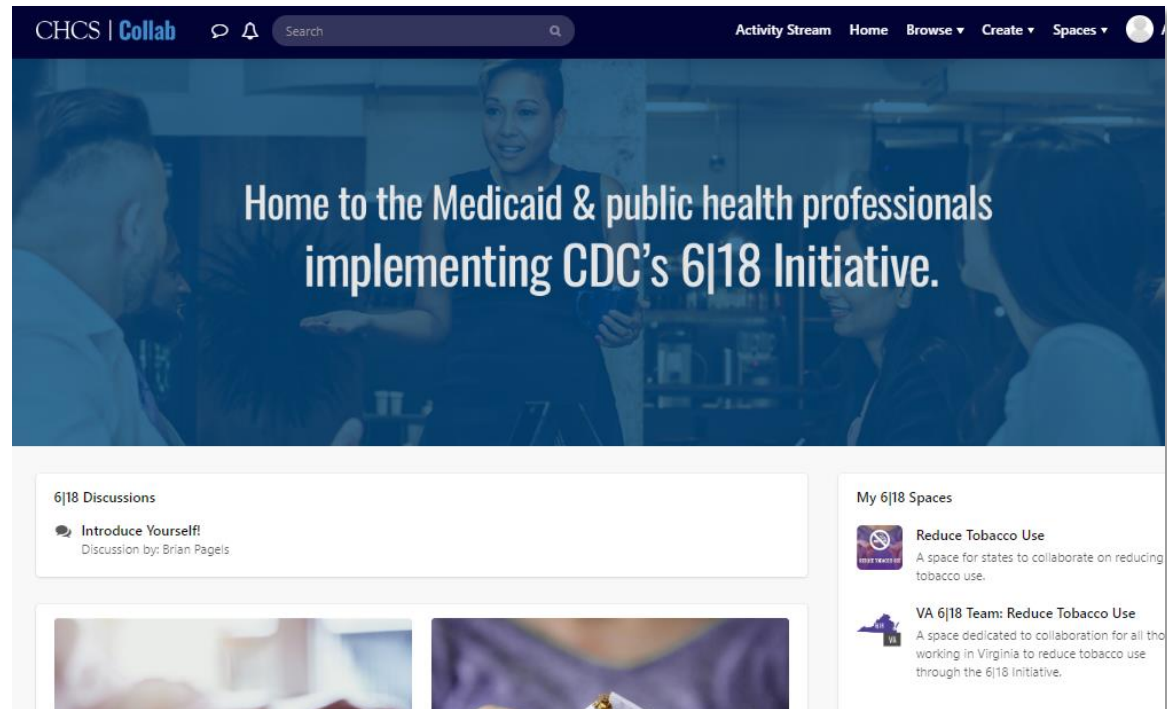 CHCS | Collab
Search
Activity Stream Home Browse ▾ Create ▾ Spaces ▾
Home to the Medicaid & public health professionals
implementing CDC’s 6|18 Initiative.
6|18 Discussions
Introduce Yourself!
Discussion by: Brian Pagels
My 6|18 Spaces
Reduce Tobacco Use
A space for states to collaborate on reducing
tobacco use.
VA 6|18 Team: Reduce Tobacco Use
A space dedicated to collaboration for all tho
working in Virginia to reduce tobacco use
through the 6|18 Initiative.
VA